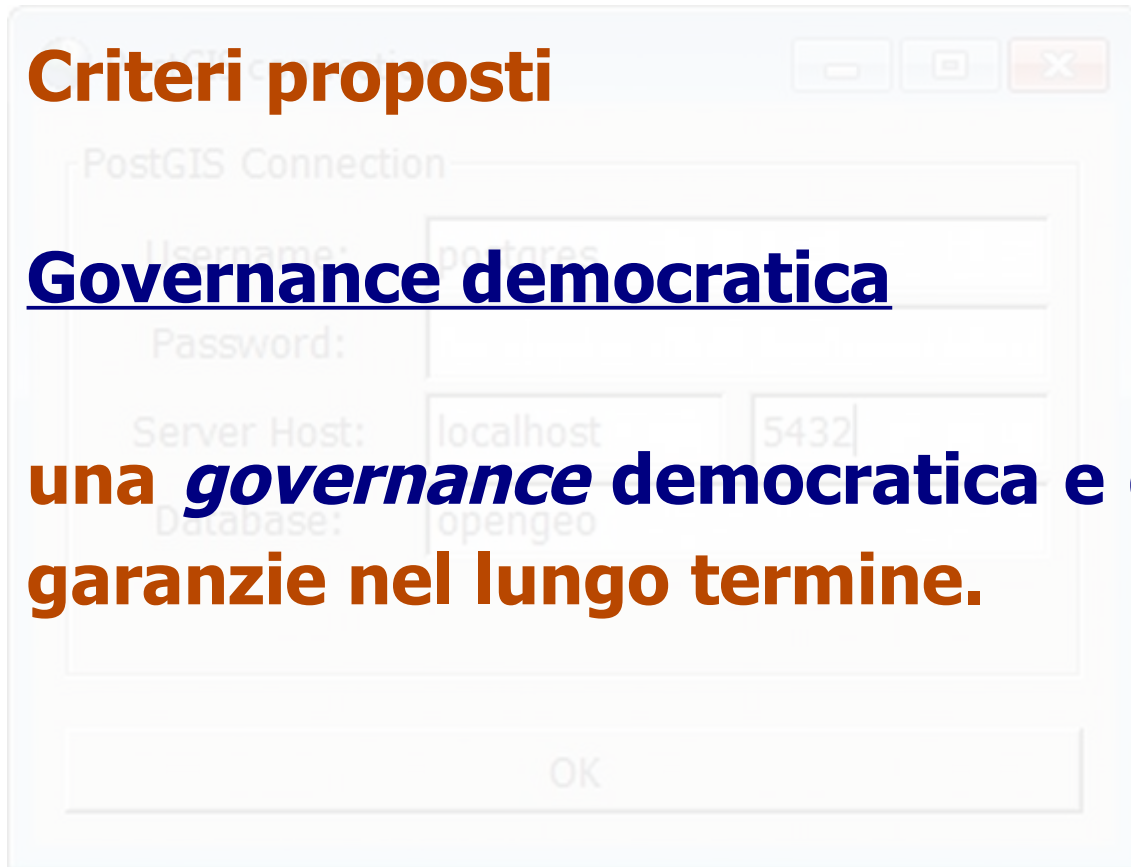 Criteri proposti
PostGIS Connection
Username: postgres
Governance democratica
Password:
Server Host: localhost 5432
una governance democratica e
Database: opengeo
garanzie nel lungo termine.
OK